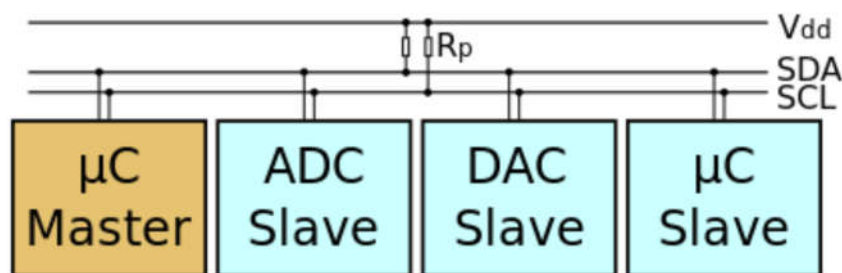 Vdd
Rp
SDA
SCL
µC
Master
ADC
Slave
DAC
Slave
µC
Slave